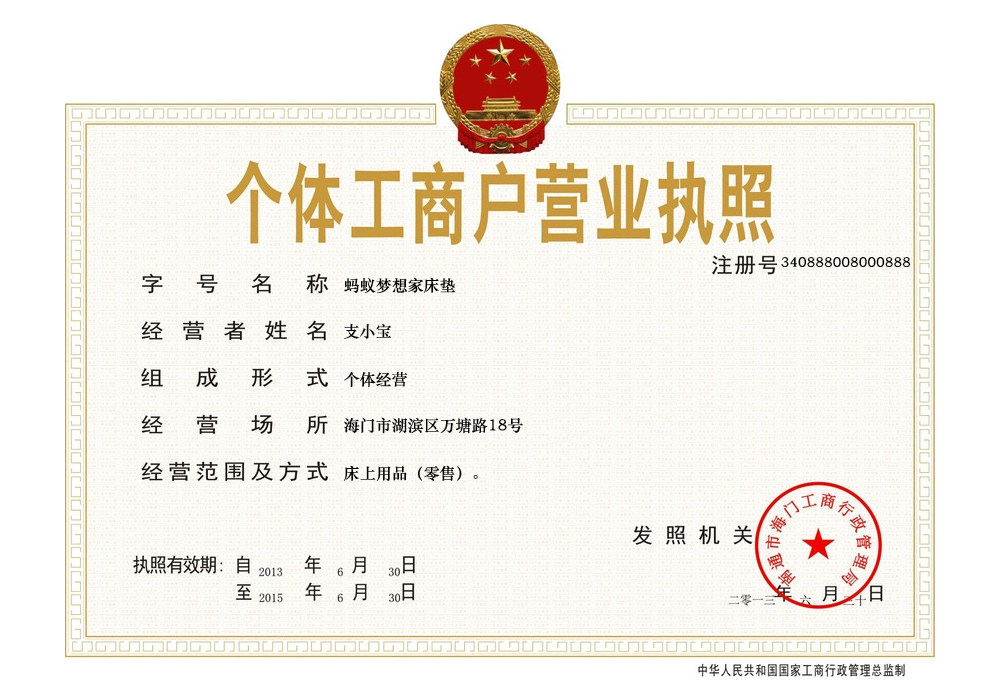 个体工商户营业执照
注册号340888008000888
字号名称 蚂蚁梦想家床垫
经营者姓名 支小宝
组成形式 个体经营
经营场所 海门市湖滨区万塘路18号
经营范围及方式 床上用品（零售）。
发照机关
南通市海门工商行政管理局
执照有效期：自 2013 年 6 月 30日
至 2015 年 6 月 30日
二零一三年 六 月 三十日
中华人民共和国国家工商行政管理总监制